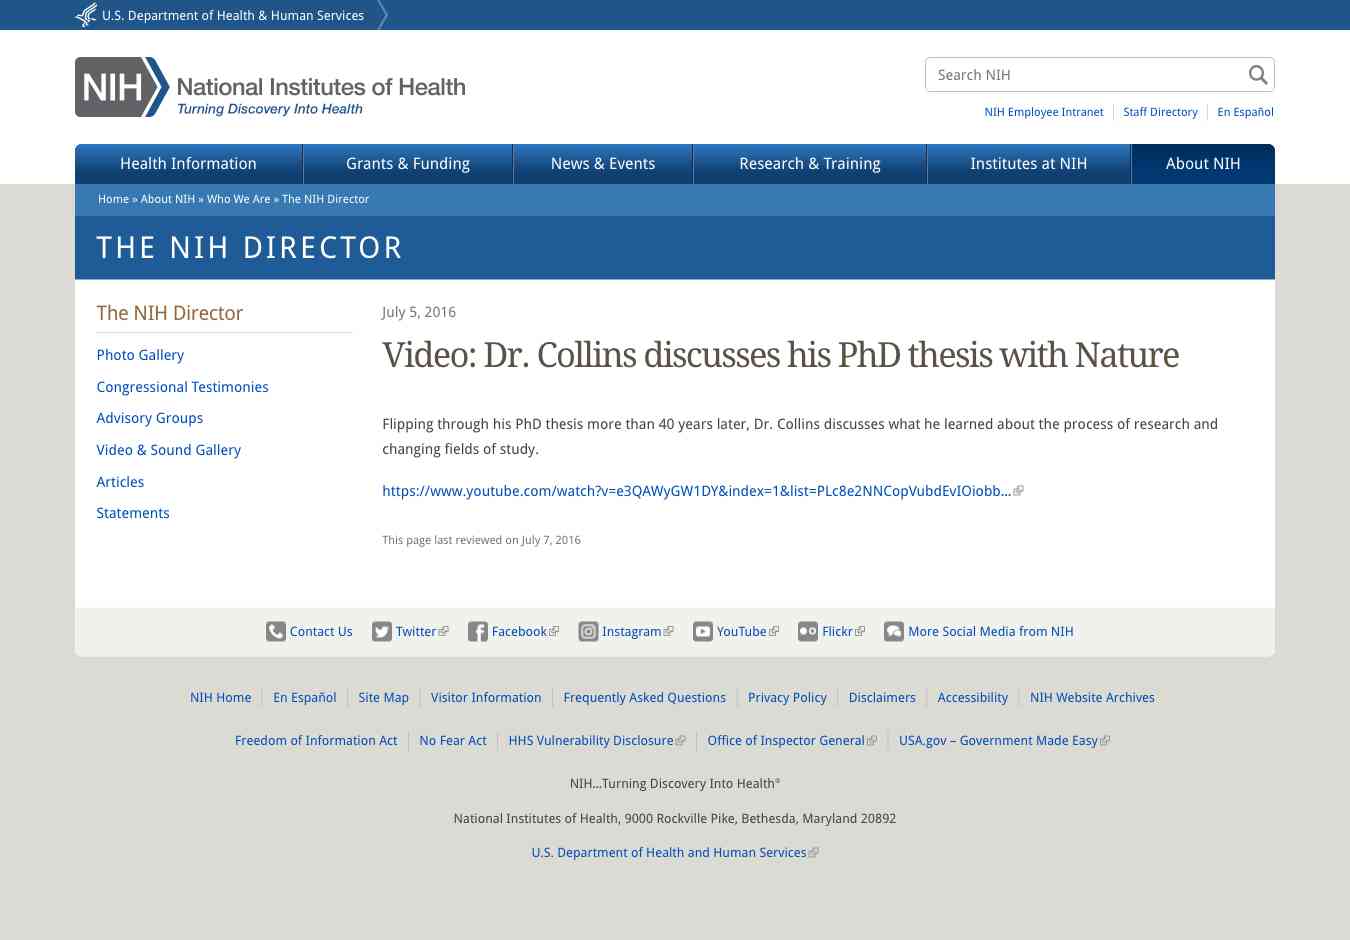 U.S. Department of Health & Human Services
NIH National Institutes of Health
Turning Discovery Into Health
Search NIH
NIH Employee Intranet Staff Directory En Español
Health Information Grants & Funding News & Events Research & Training Institutes at NIH About NIH
Home » About NIH » Who We Are » The NIH Director
THE NIH DIRECTOR
The NIH Director
Photo Gallery
Congressional Testimonies
Advisory Groups
Video & Sound Gallery
Articles
Statements
July 5, 2016
Video: Dr. Collins discusses his PhD thesis with Nature
Flipping through his PhD thesis more than 40 years later, Dr. Collins discusses what he learned about the process of research and
changing fields of study.
https://www.youtube.com/watch?v=e3QAWyGW1DY&index=1&list=PLc8e2NNCopVubdEvIOiobb...
This page last reviewed on July 7, 2016
Contact Us Twitter Facebook Instagram YouTube Flickr More Social Media from NIH
NIH Home En Español Site Map Visitor Information Frequently Asked Questions Privacy Policy Disclaimers Accessibility NIH Website Archives
Freedom of Information Act No Fear Act HHS Vulnerability Disclosure Office of Inspector General USA.gov – Government Made Easy
NIH...Turning Discovery Into Health®
National Institutes of Health, 9000 Rockville Pike, Bethesda, Maryland 20892
U.S. Department of Health and Human Services